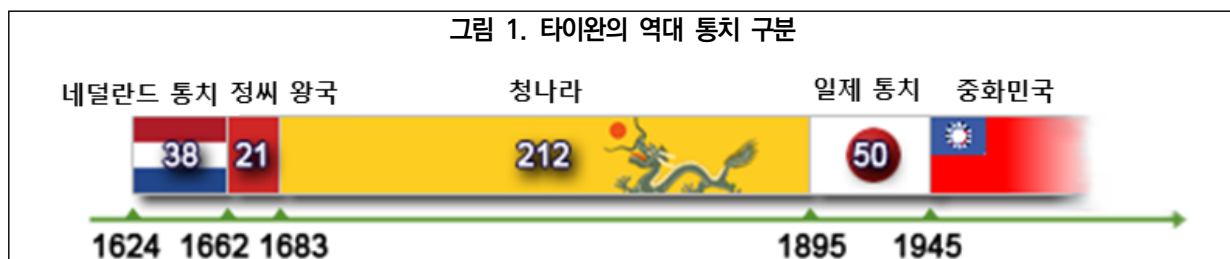 그림 1. 타이완의 역대 통치 구분
네덜란드 통치 정씨 왕국 청나라 일제 통치 중화민국
38 21 212 50
1624 1662 1683 1895 1945